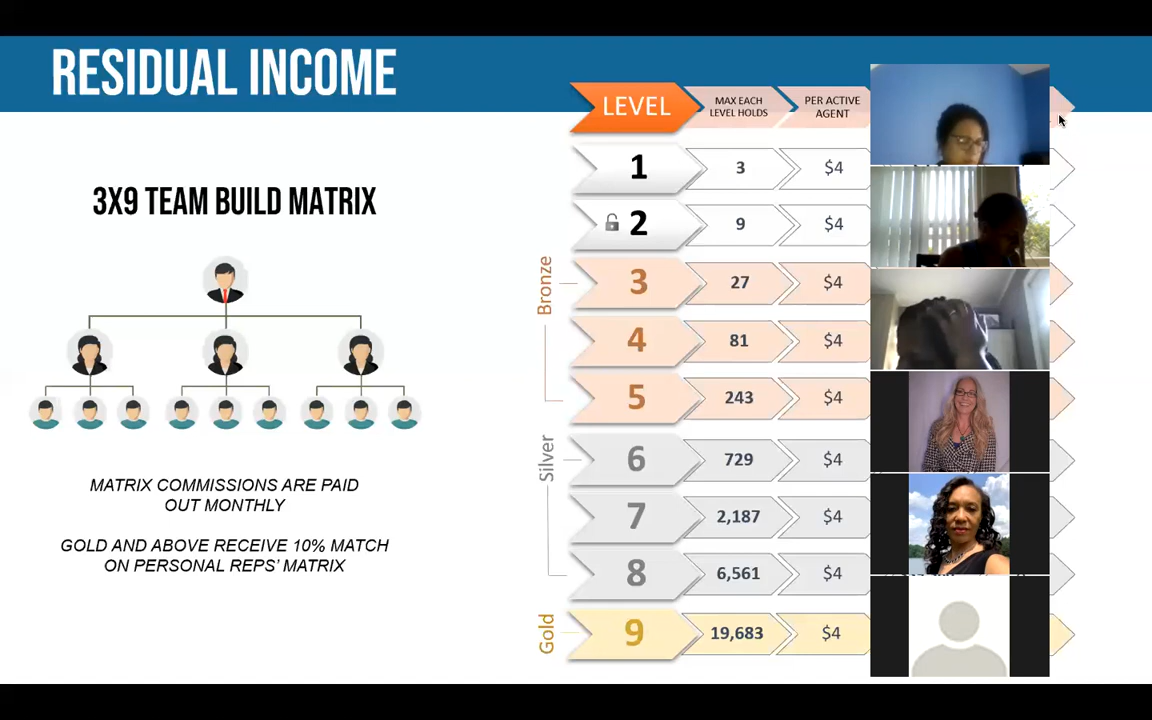 RESIDUAL INCOME
3X9 TEAM BUILD MATRIX
MATRIX COMMISSIONS ARE PAID
OUT MONTHLY
GOLD AND ABOVE RECEIVE 10% MATCH
ON PERSONAL REPS' MATRIX
LEVEL
MAX EACH
LEVEL HOLDS
PER ACTIVE
AGENT
1 3 $4
2 9 $4
Bronze
3 27 $4
4 81 $4
5 243 $4
Silver
6 729 $4
7 2,187 $4
8 6,561 $4
Gold
9 19,683 $4